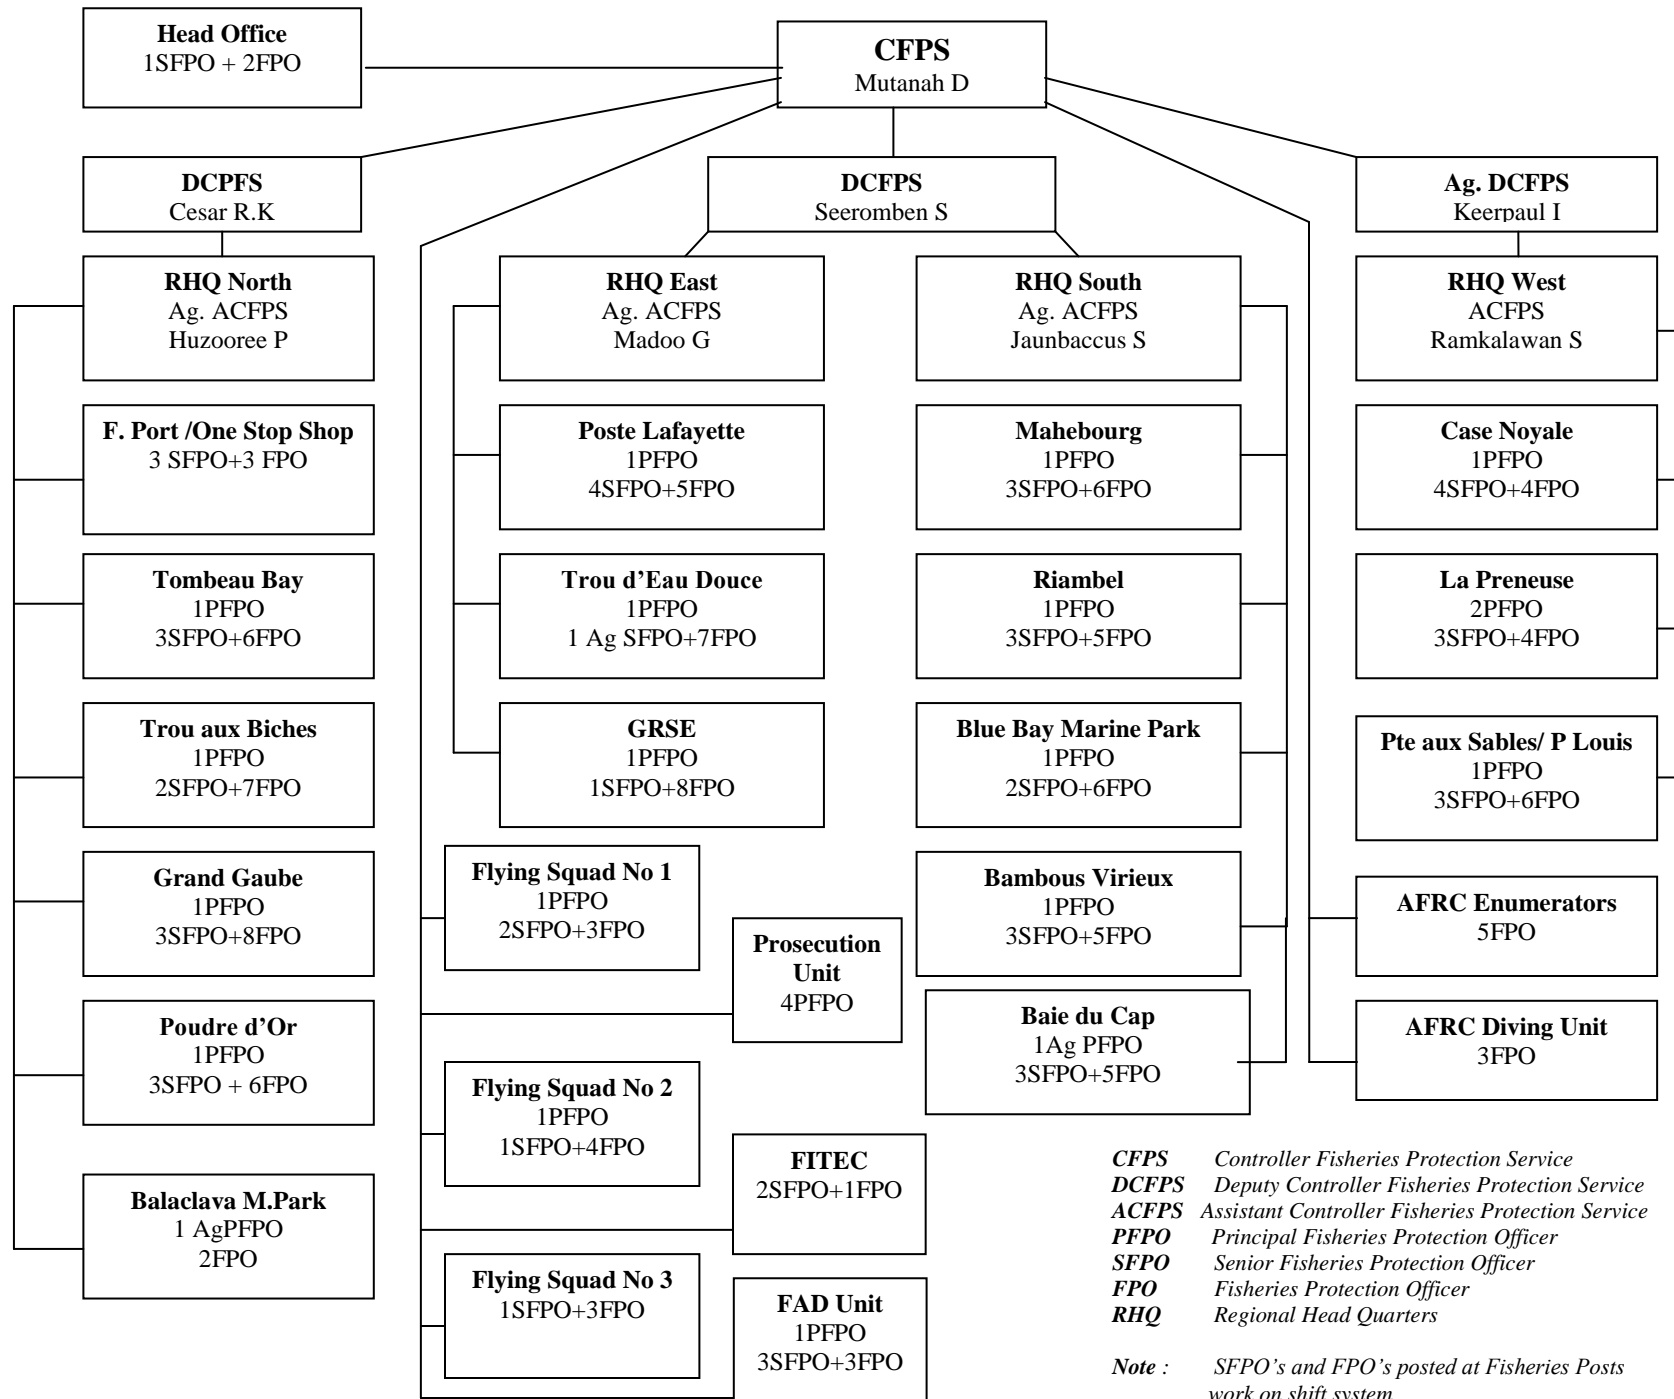 Head Office
1SFPO + 2FPO
CFPS
Mutanah D
DCPFS
Cesar R.K
DCFPS
Seeromben S
Ag. DCFPS
Keerpaul I
RHQ North
Ag. ACFPS
Huzooree P
RHQ East
Ag. ACFPS
Madoo G
RHQ South
Ag. ACFPS
Jaunbaccus S
RHQ West
ACFPS
Ramkalawan S
F. Port /One Stop Shop
3 SFPO+3 FPO
Poste Lafayette
1PFPO
4SFPO+5FPO
Mahebourg
1PFPO
3SFPO+6FPO
Case Noyale
1PFPO
4SFPO+4FPO
Tombeau Bay
1PFPO
3SFPO+6FPO
Trou d’Eau Douce
1PFPO
1 Ag SFPO+7FPO
Riambel
1PFPO
3SFPO+5FPO
La Preneuse
2PFPO
3SFPO+4FPO
Trou aux Biches
1PFPO
2SFPO+7FPO
GRSE
1PFPO
1SFPO+8FPO
Blue Bay Marine Park
1PFPO
2SFPO+6FPO
Pte aux Sables/ P Louis
1PFPO
3SFPO+6FPO
Grand Gaube
1PFPO
3SFPO+8FPO
Flying Squad No 1
1PFPO
2SFPO+3FPO
Prosecution
Unit
4PFPO
Bambous Virieux
1PFPO
3SFPO+5FPO
AFRC Enumerators
5FPO
Poudre d’Or
1PFPO
3SFPO + 6FPO
Flying Squad No 2
1PFPO
1SFPO+4FPO
Baie du Cap
1Ag PFPO
3SFPO+5FPO
AFRC Diving Unit
3FPO
Balaclava M.Park
1 AgPFPO
2FPO
FITEC
2SFPO+1FPO
Flying Squad No 3
1SFPO+3FPO
FAD Unit
1PFPO
3SFPO+3FPO
CFPS Controller Fisheries Protection Service
DCFPS Deputy Controller Fisheries Protection Service
ACFPS Assistant Controller Fisheries Protection Service
PFPO Principal Fisheries Protection Officer
SFPO Senior Fisheries Protection Officer
FPO Fisheries Protection Officer
RHQ Regional Head Quarters
Note : SFPO’s and FPO’s posted at Fisheries Posts
work on shift system